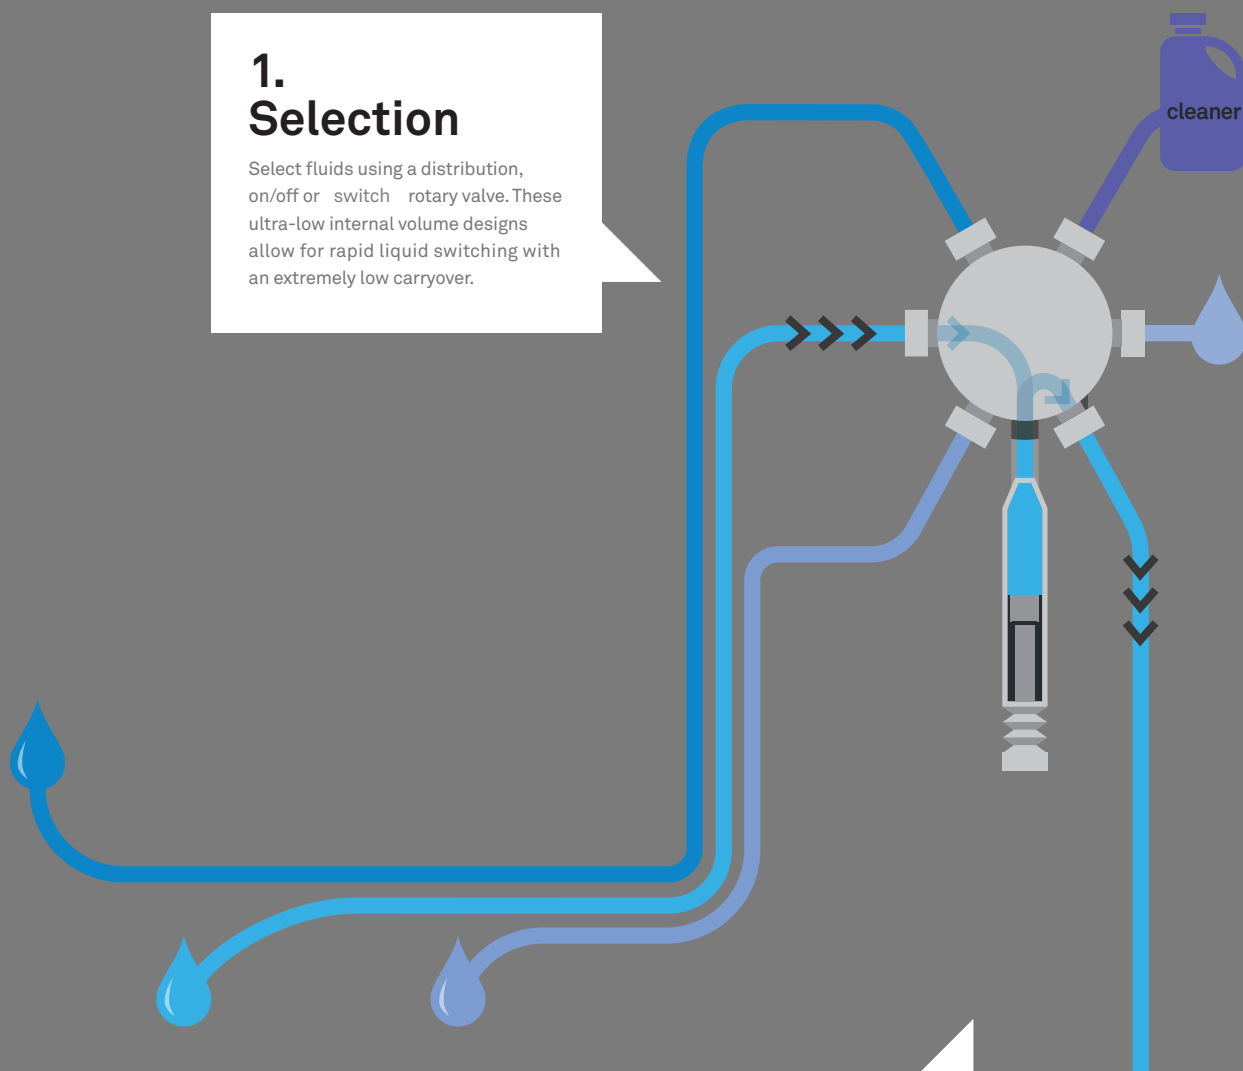 1.
Selection
Select fluids using a distribution,
on/off or switch rotary valve. These
ultra-low internal volume designs
allow for rapid liquid switching with
an extremely low carryover.
cleaner